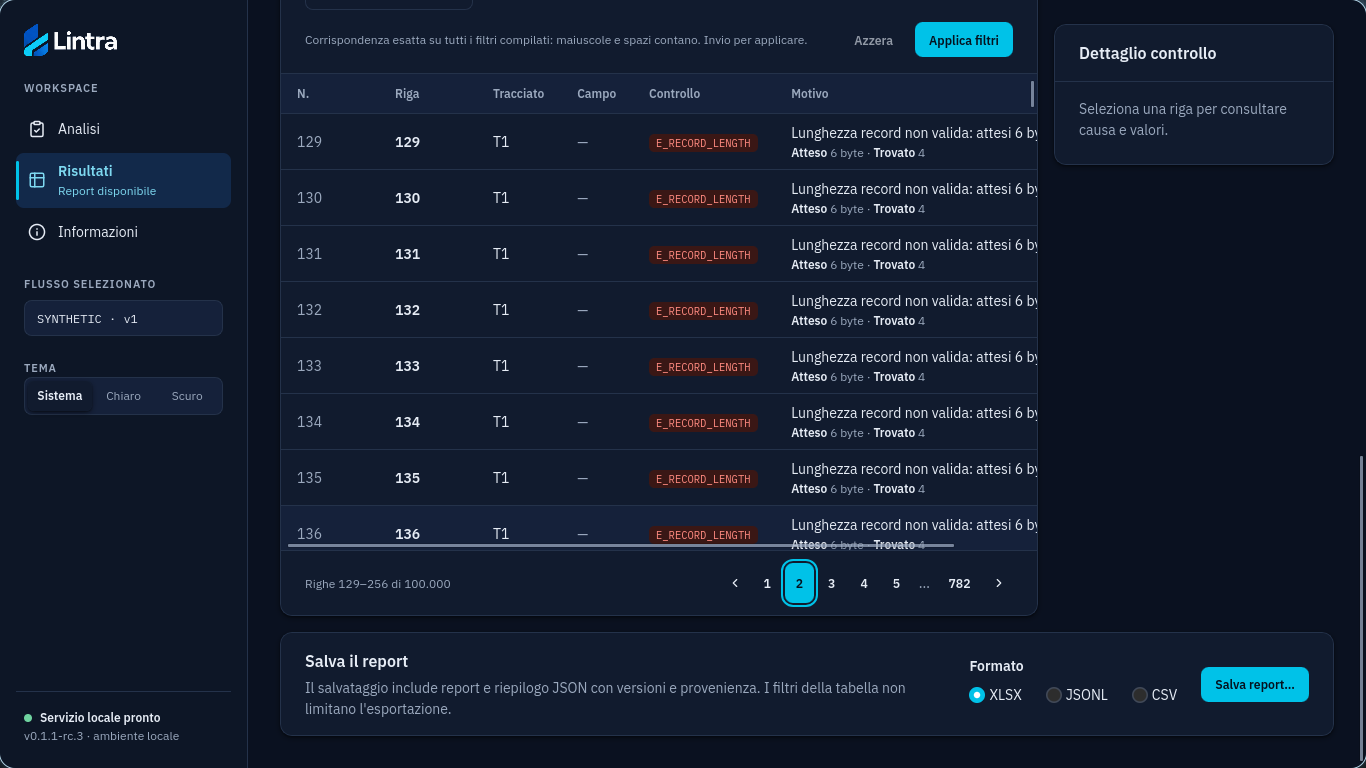 Lintra
WORKSPACE
Analisi
Risultati
Report disponibile
Informazioni
FLUSSO SELEZIONATO
SYNTHETIC · v1
TEMA
Sistema Chiaro Scuro
Servizio locale pronto
v0.1.1-rc.3 · ambiente locale
Corrispondenza esatta su tutti i filtri compilati: maiuscole e spazi contano. Invio per applicare. Azzera Applica filtri
N. Riga Tracciato Campo Controllo Motivo
129 129 T1 — E_RECORD_LENGTH Lunghezza record non valida: attesi 6 by
Atteso 6 byte · Trovato 4
130 130 T1 — E_RECORD_LENGTH Lunghezza record non valida: attesi 6 by
Atteso 6 byte · Trovato 4
131 131 T1 — E_RECORD_LENGTH Lunghezza record non valida: attesi 6 by
Atteso 6 byte · Trovato 4
132 132 T1 — E_RECORD_LENGTH Lunghezza record non valida: attesi 6 by
Atteso 6 byte · Trovato 4
133 133 T1 — E_RECORD_LENGTH Lunghezza record non valida: attesi 6 by
Atteso 6 byte · Trovato 4
134 134 T1 — E_RECORD_LENGTH Lunghezza record non valida: attesi 6 by
Atteso 6 byte · Trovato 4
135 135 T1 — E_RECORD_LENGTH Lunghezza record non valida: attesi 6 by
Atteso 6 byte · Trovato 4
136 136 T1 — E_RECORD_LENGTH Lunghezza record non valida: attesi 6 by
Atteso 6 byte · Trovato 4
Righe 129–256 di 100.000 ‹ 1 2 3 4 5 … 782 ›
Dettaglio controllo
Seleziona una riga per consultare
causa e valori.
Salva il report
Il salvataggio include report e riepilogo JSON con versioni e provenienza. I filtri della tabella non
limitano l'esportazione.
Formato
XLSX JSONL CSV
Salva report...